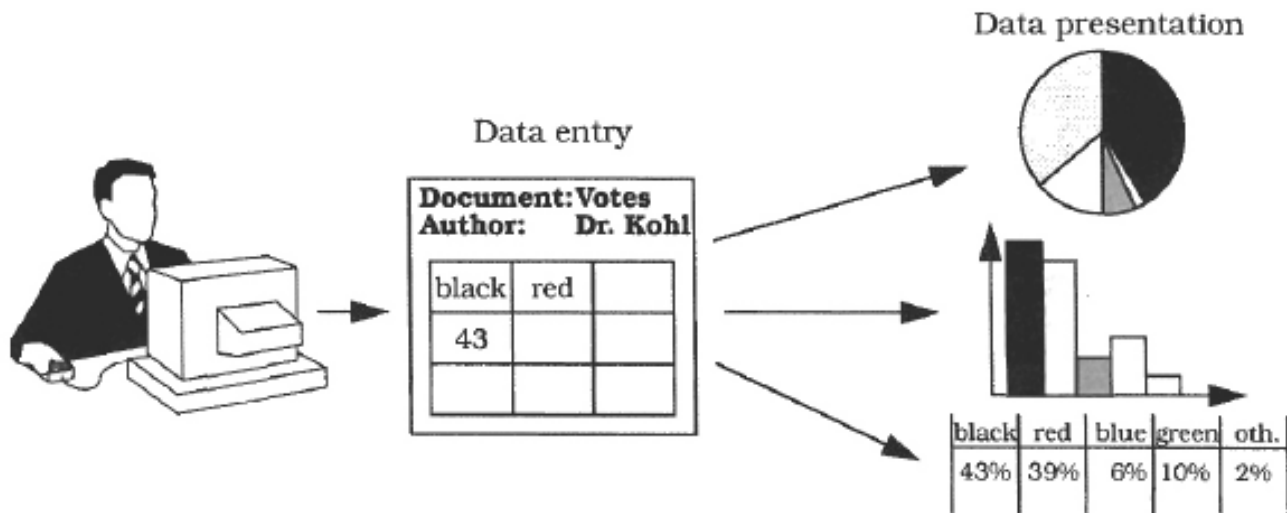 Data presentation
Data entry
Document: Votes
Author: Dr. Kohl
black red
43
black red blue green oth.
43% 39% 6% 10% 2%